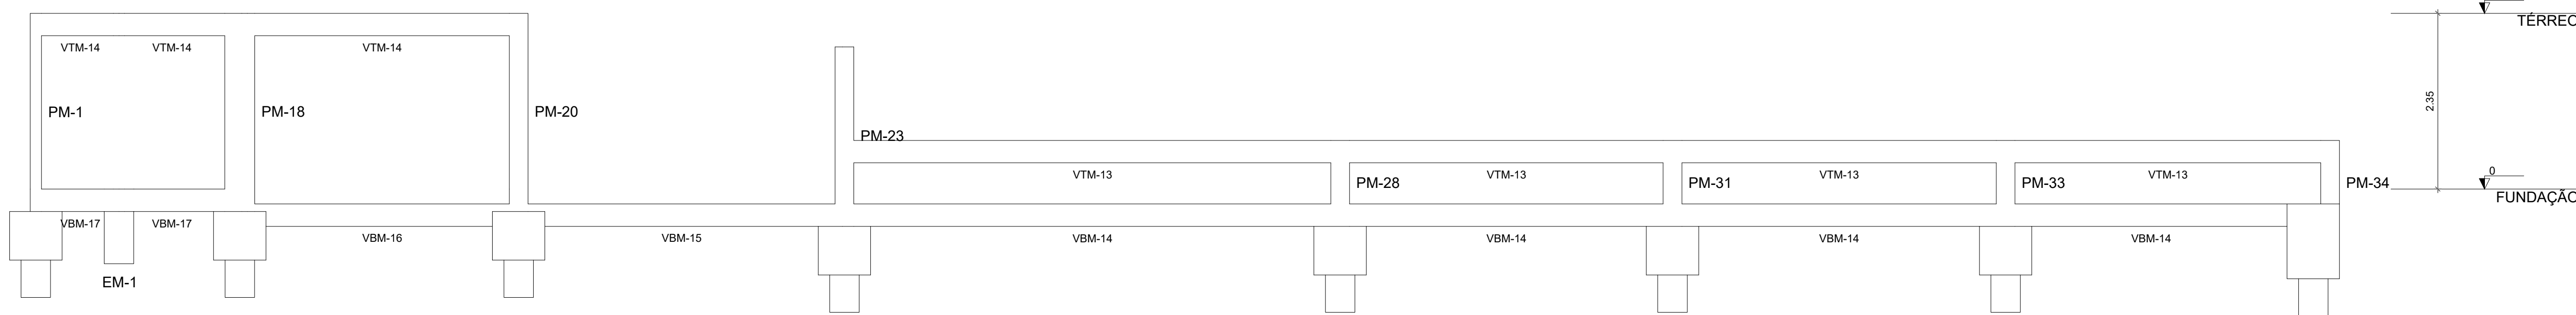 TÉRREO
VTM-14 VTM-14 VTM-14
2.35
PM-1 PM-18 PM-20
PM-23
0
VTM-13 VTM-13 VTM-13 VTM-13
PM-28 PM-31 PM-33 PM-34
FUNDAÇÃO
VBM-17 VBM-17
VBM-16 VBM-15 VBM-14 VBM-14 VBM-14 VBM-14
EM-1